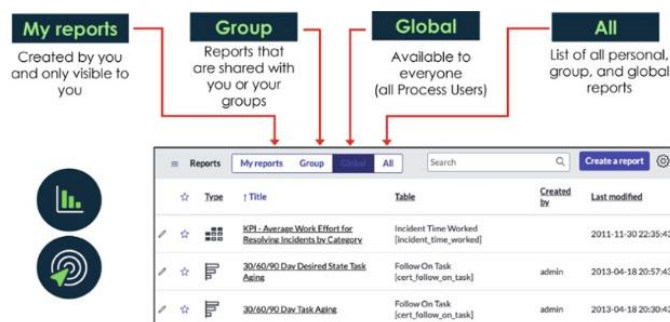 My reports
Created by you
and only visible to
you
Group
Reports that
are shared with
you or your
groups
Global
Available to
everyone
(all Process Users)
All
List of all personal,
group, and global
reports
Reports My reports Group Global All Search Create a report
Type ↑ Title Table Created by Last modified
KPI - Average Work Effort for
Resolving Incidents by Category
Incident Time Worked
[incident_time_worked]
2011-11-30 22:35:43
30/60/90 Day Desired State Task
Aging
Follow On Task
[cert_follow_on_task]
admin
2013-04-18 20:57:43
30/60/90 Day Task Aging
Follow On Task
[cert_follow_on_task]
admin
2013-04-18 20:30:43